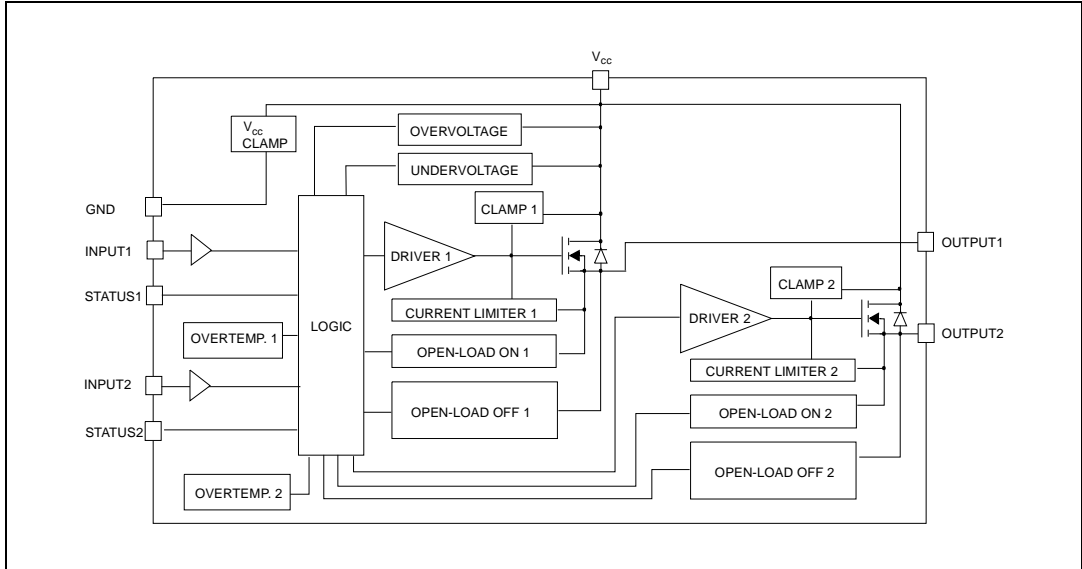 Vcc
Vcc
CLAMP
OVERVOLTAGE
UNDERVOLTAGE
GND
CLAMP 1
INPUT1
DRIVER 1
OUTPUT1
STATUS1
CLAMP 2
LOGIC
CURRENT LIMITER 1
DRIVER 2
OVERTEMP. 1
OUTPUT2
OPEN-LOAD ON 1
CURRENT LIMITER 2
INPUT2
OPEN-LOAD OFF 1
OPEN-LOAD ON 2
STATUS2
OPEN-LOAD OFF 2
OVERTEMP. 2